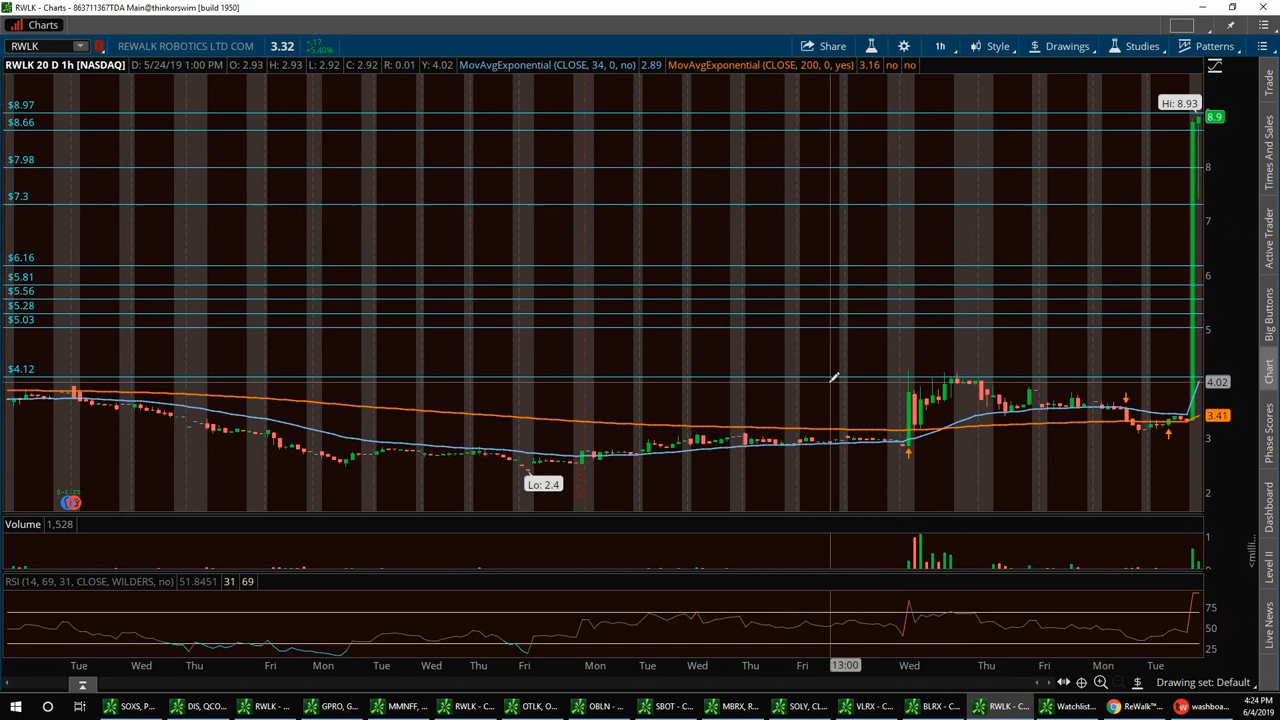 RWLK - Charts - 863711367TDA Main@thinkorswim [build 1950]
Charts
RWLK REWALK ROBOTICS LTD COM 3.32 +.17 +5.40% Share 1h Style Drawings Studies Patterns
RWLK 20 D 1h [NASDAQ] D: 5/24/19 1:00 PM O: 2.93 H: 2.93 L: 2.92 C: 2.92 R: 0.01 Y: 4.02 MovAvgExponential (CLOSE, 34, 0, no) 2.89 MovAvgExponential (CLOSE, 200, 0, yes) 3.16 no no
$8.97
Hi: 8.93
8.9
$8.66
$7.98
8
$7.3
7
$6.16
6
$5.81
$5.56
$5.28
$5.03
5
$4.12
4.02
3.41
3
Lo: 2.4
2
Volume 1,528
1
0
<milli...
RSI (14, 69, 31, CLOSE, WILDERS, no) 51.8451 31 69
75
50
25
Tue Wed Thu Fri Mon Tue Wed Thu Fri Mon Tue Wed Thu Fri 13:00 Wed Thu Fri Mon Tue
Drawing set: Default
Trade
Times And Sales
Active Trader
Big Buttons
Chart
Phase Scores
Dashboard
Level II
Live News
SOXS, P... DIS, QCO... RWLK - ... GPRO, G... MMNFF, ... RWLK - C... OTLK, O... OBLN - ... SBOT - C... MBRX, R... SOLY, CL... VLRX - C... BLRX - C... RWLK - C... Watchlist... ReWalk™... washboa...
4:24 PM
6/4/2019